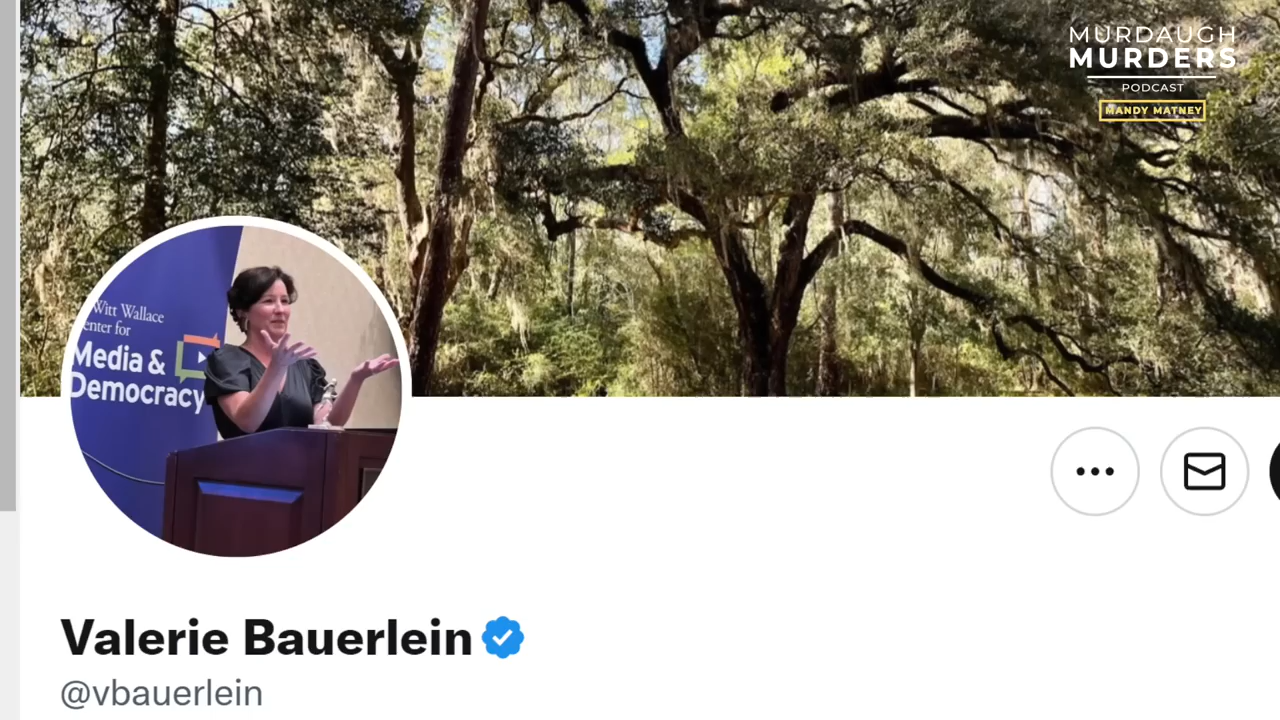 MURDAUGH
MURDERS
PODCAST
MANDY MATNEY
Witt Wallace
enter for
Media &
Democracy
Valerie Bauerlein
@vbauerlein